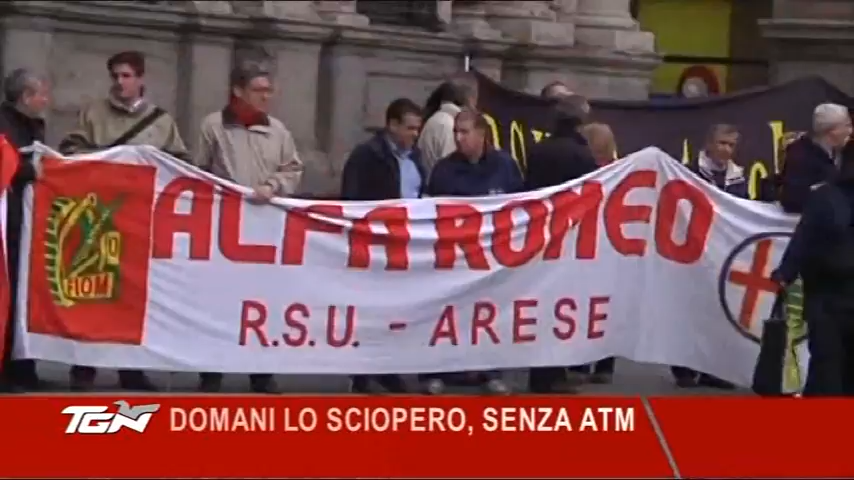 ALFA ROMEO
R.S.U. - ARESE
FIOM
TGN DOMANI LO SCIOPERO, SENZA ATM